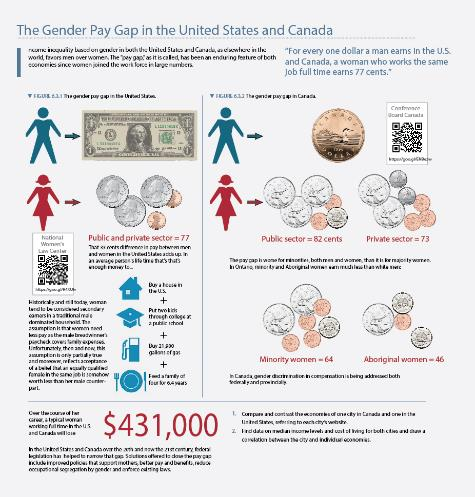 The Gender Pay Gap in the United States and Canada
ncome inequality based on gender in both the United States and Canada, as elsewhere in the
world, favors men over women. The "pay gap," as it is called, has been an enduring feature of both
economies since women joined the work force in large numbers.
"For every one dollar a man earns in the U.S.
and Canada, a woman who works the same
job full time earns 77 cents."
▼ FIGURE 6.3.1 The gender pay gap in the United States.
▼ FIGURE 6.3.2 The gender pay gap in Canada.
Conference
Board Canada
National
Women's
Law Center
Public and private sector = 77
That 33 cents difference in pay between men
and women in the United States adds up. In
an average person's life time that's that's
enough money to...
Buy a house in
the U.S.
+
Put two kids
through college at
a public school
+
gallons of gas
+
Feed a family of
four for 6.4 years
Historically and still today, women
tend to be considered secondary
earners in a traditional male
dominated household. The
assumption is that women need
less pay as the male breadwinner's
paycheck covers family expenses.
Unfortunately, then and now, this
assumption is only partially true
and moreover, reflects acceptance
of a belief that an equally qualified
female in the same job is somehow
worth less than her male counter-
part.
Public sector = 82 cents
Private sector = 73
The pay gap is worse for minorities, both men and women, than it is for majority women.
In Ontario, minority and Aboriginal women earn much less than white men:
Minority women = 64
Aboriginal women = 46
In Canada, gender discrimination in compensation is being addressed both
federally and provincially.
Over the course of her
career, a typical woman
working full time in the U.S.
and Canada will lose
$431,000
In the United States and Canada over the 20th and now the 21st century, federal
legislation has helped to narrow that gap. Solutions offered to close the pay gap
include improved policies that support mothers, better pay and benefits, reduce
occupational segregation by gender and enforce existing laws.
1. Compare and contrast the economies of one city in Canada and one in the
United States, referring to each city's website.
2. Find data on median income levels and cost of living for both cities and draw a
correlation between the city and individual economies.